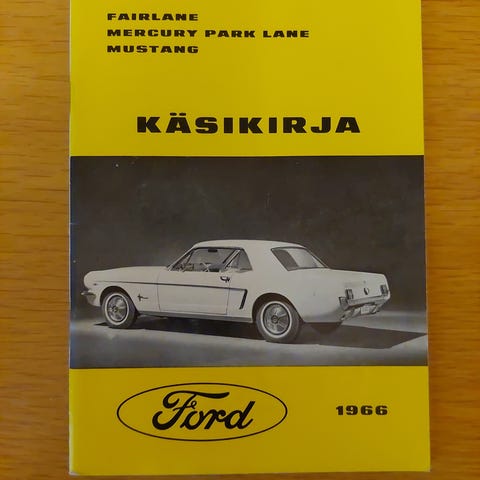 FAIRLANE
MERCURY PARK LANE
MUSTANG
KÄSIKIRJA
Ford
1966